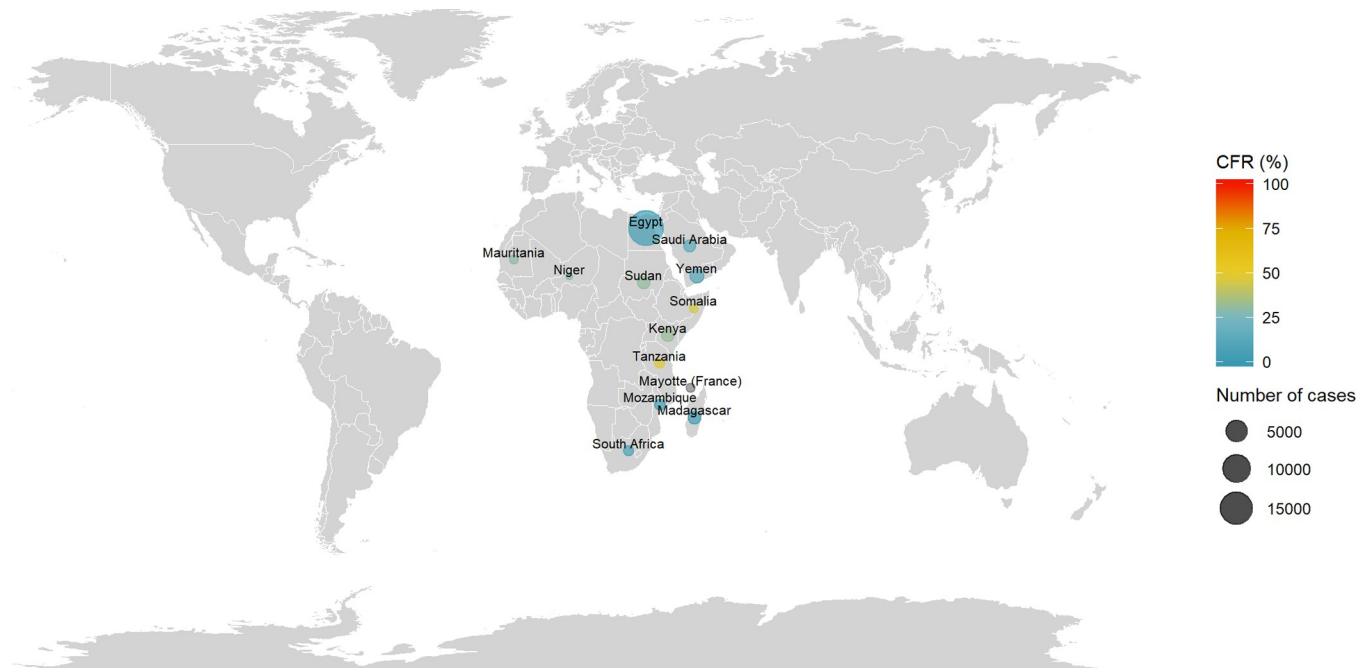 Egypt
Saudi Arabia
Mauritania
Niger
Sudan
Yemen
Somalia
Kenya
Tanzania
Mayotte (France)
Mozambique
Madagascar
South Africa
CFR (%)
100
75
50
25
0
Number of cases
5000
10000
15000